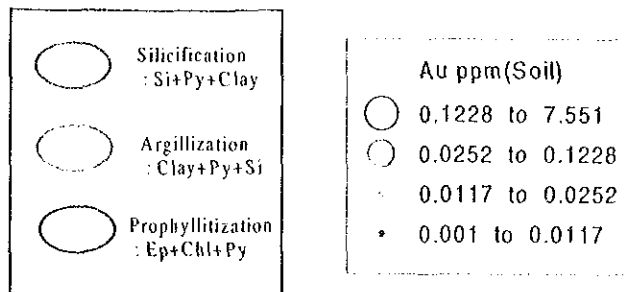 Silicification
: Si+Py+Clay
Argillization
: Clay+Py+Si
Prophyllitization
: Ep+Chl+Py
Au ppm(Soil)
0.1228 to 7.551
0.0252 to 0.1228
0.0117 to 0.0252
0.001 to 0.0117